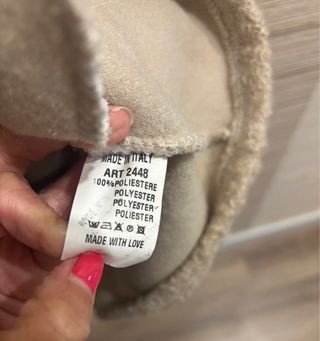 MADE IN ITALY
ART 2448
100%POLIESTERE
POLYESTER
POLYESTER
POLIESTER
MADE WITH LOVE